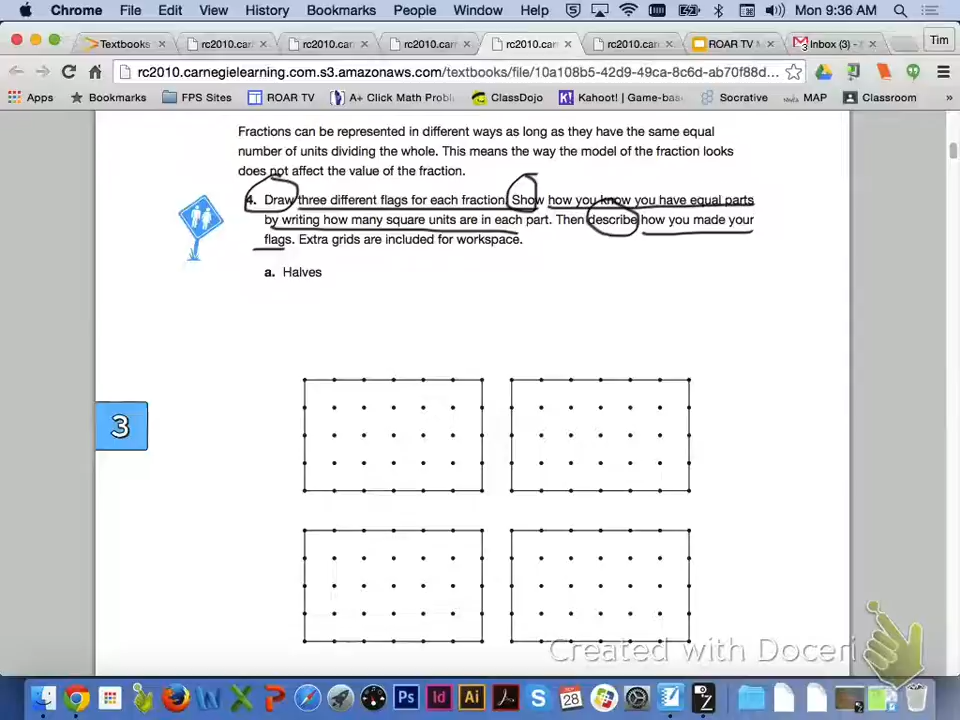 Chrome File Edit View History Bookmarks People Window Help Mon 9:36 AM
Textbooks rc2010.car rc2010.car rc2010.car rc2010.car rc2010.car ROAR TV Inbox (3) - Tim
rc2010.carnegielearning.com.s3.amazonaws.com/textbooks/file/10a108b5-42d9-49ca-8c6d-ab70f88d...
Apps Bookmarks FPS Sites ROAR TV A+ Click Math Probl ClassDojo Kahoot! | Game-bas Socrative MAP Classroom »
Fractions can be represented in different ways as long as they have the same equal
number of units dividing the whole. This means the way the model of the fraction looks
does not affect the value of the fraction.
4. Draw three different flags for each fraction. Show how you know you have equal parts
by writing how many square units are in each part. Then describe how you made your
flags. Extra grids are included for workspace.
a. Halves
3
Created with Doceri
Ps Id Ai S 28 Z